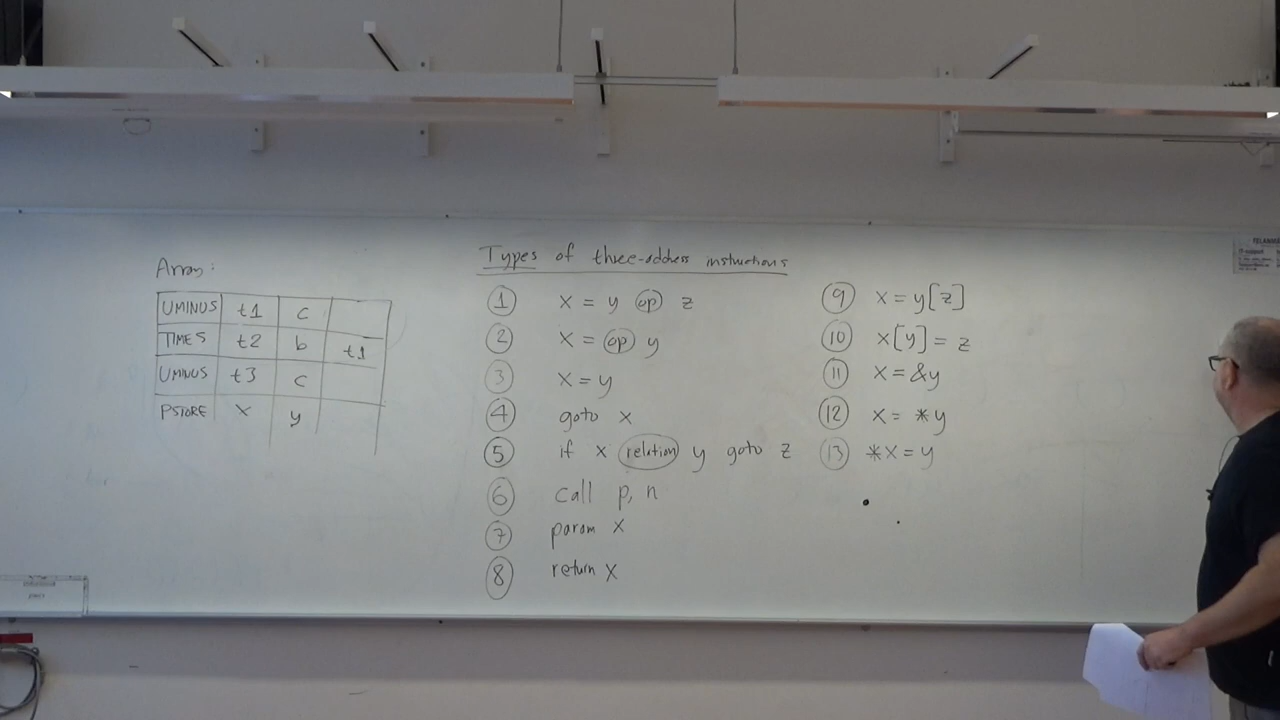 Array:
UMINUS t1 c
TIMES t2 b t1
UMINUS t3 c
PSTORE x y
Types of three-address instructions
1 x = y op z
2 x = op y
3 x = y
4 goto x
5 if x relation y goto z
6 call p, n
7 param x
8 return x
9 x = y[z]
10 x[y] = z
11 x = &y
12 x = *y
13 *x = y